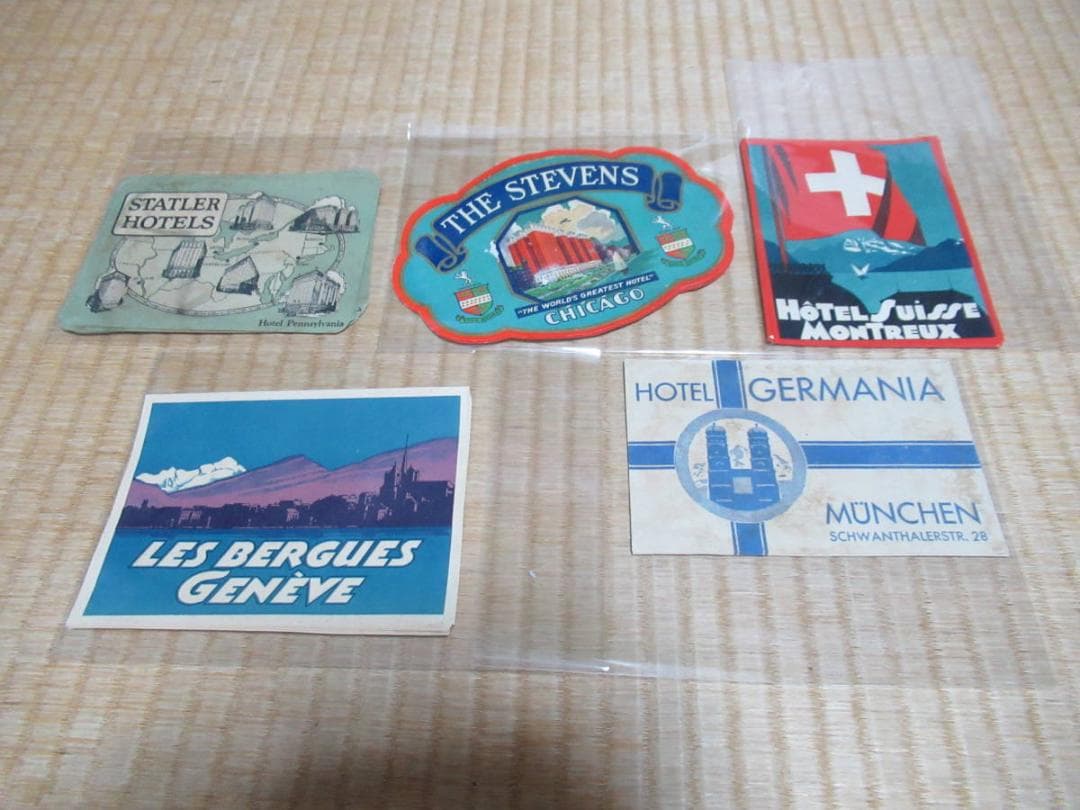 STATLER
HOTELS
Hotel Pennsylvania
THE STEVENS
"THE WORLD'S GREATEST HOTEL"
CHICAGO
HÔTEL SUISSE
MONTREUX
LES BERGUES
GENÈVE
HOTEL GERMANIA
MÜNCHEN
SCHWANTHALERSTR. 28